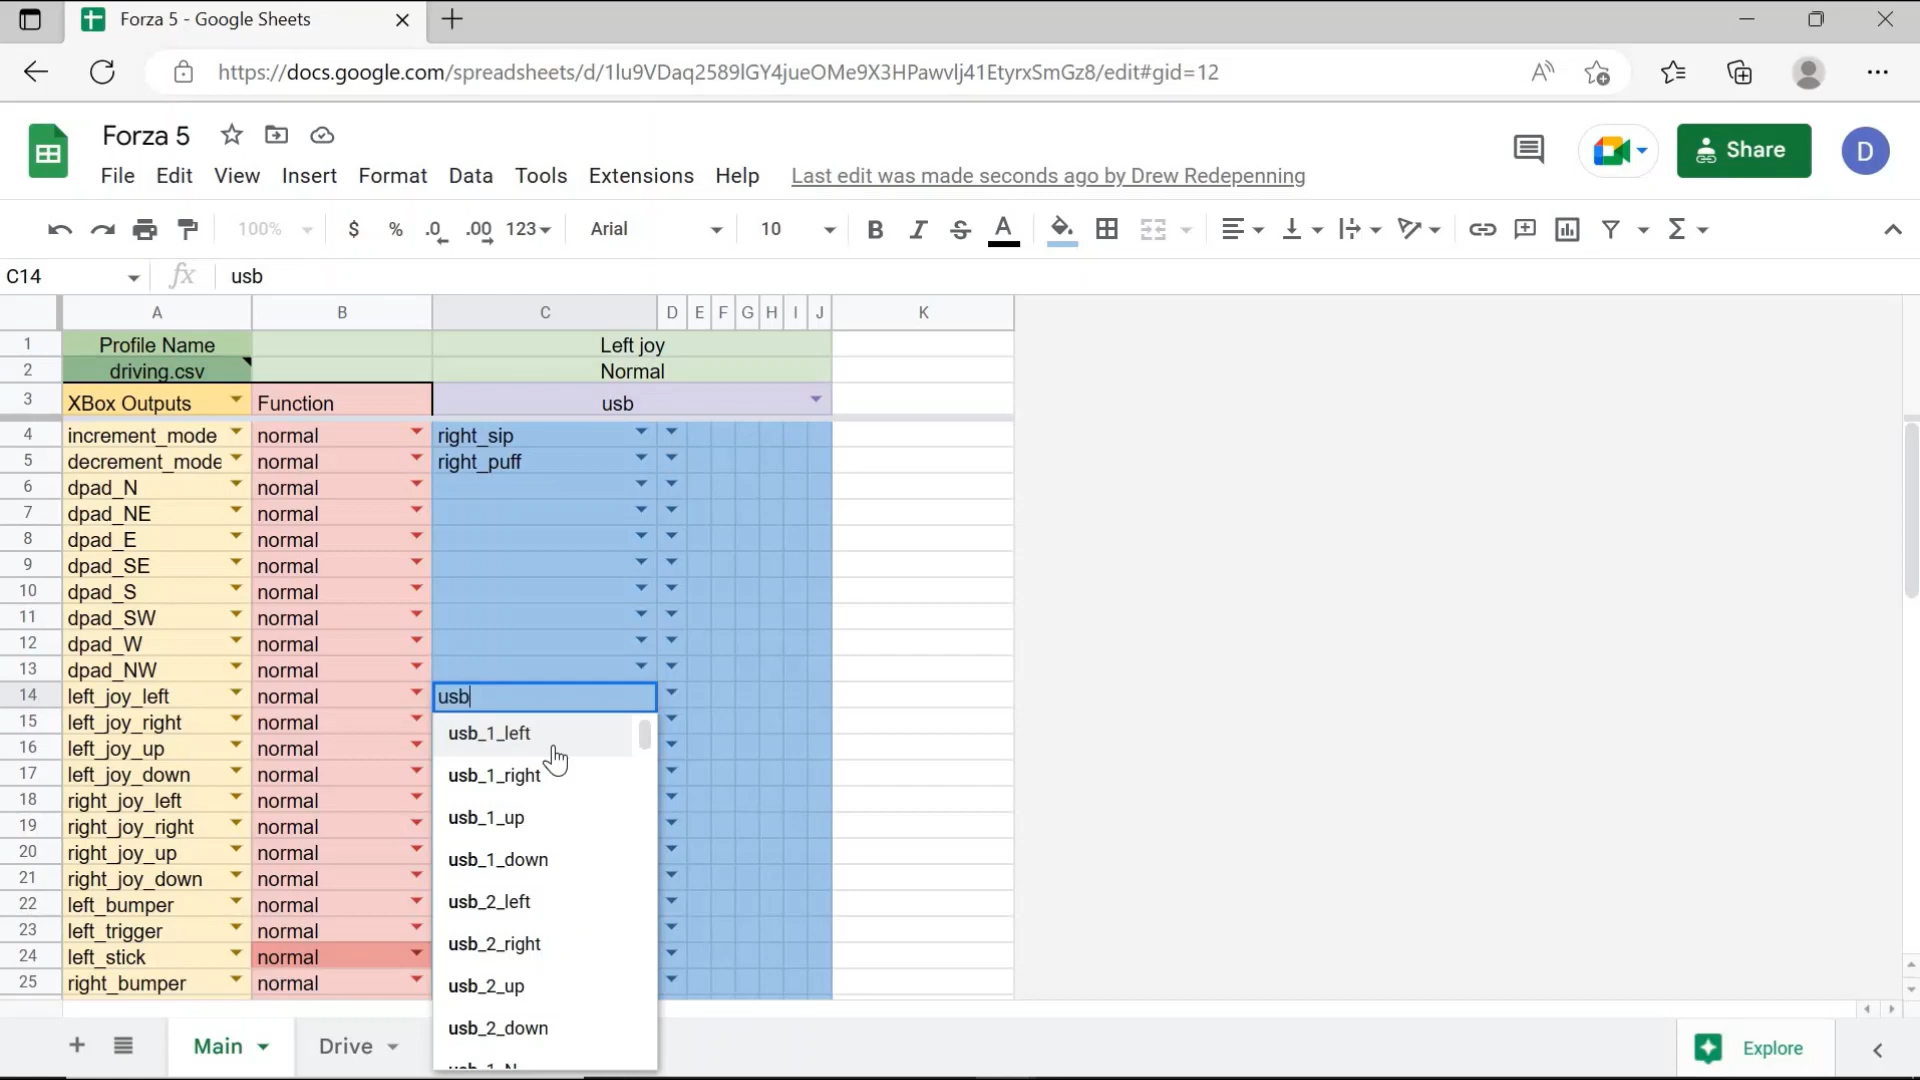 Forza 5 - Google Sheets
https://docs.google.com/spreadsheets/d/1lu9VDaq2589lGY4jueOMe9X3HPawvlj41EtyrxSmGz8/edit#gid=12
Forza 5
Share
D
File Edit View Insert Format Data Tools Extensions Help Last edit was made seconds ago by Drew Redepenning
100% $ % .0 .00 123 Arial 10 B I S A
C14 fx usb
A B C D E F G H I J K
1 Profile Name Left joy
2 driving.csv Normal
3 XBox Outputs Function usb
4 increment_mode normal right_sip
5 decrement_mode normal right_puff
6 dpad_N normal
7 dpad_NE normal
8 dpad_E normal
9 dpad_SE normal
10 dpad_S normal
11 dpad_SW normal
12 dpad_W normal
13 dpad_NW normal
14 left_joy_left normal usb
15 left_joy_right normal
16 left_joy_up normal
17 left_joy_down normal
18 right_joy_left normal
19 right_joy_right normal
20 right_joy_up normal
21 right_joy_down normal
22 left_bumper normal
23 left_trigger normal
24 left_stick normal
25 right_bumper normal
usb_1_left
usb_1_right
usb_1_up
usb_1_down
usb_2_left
usb_2_right
usb_2_up
usb_2_down
Main Drive Explore